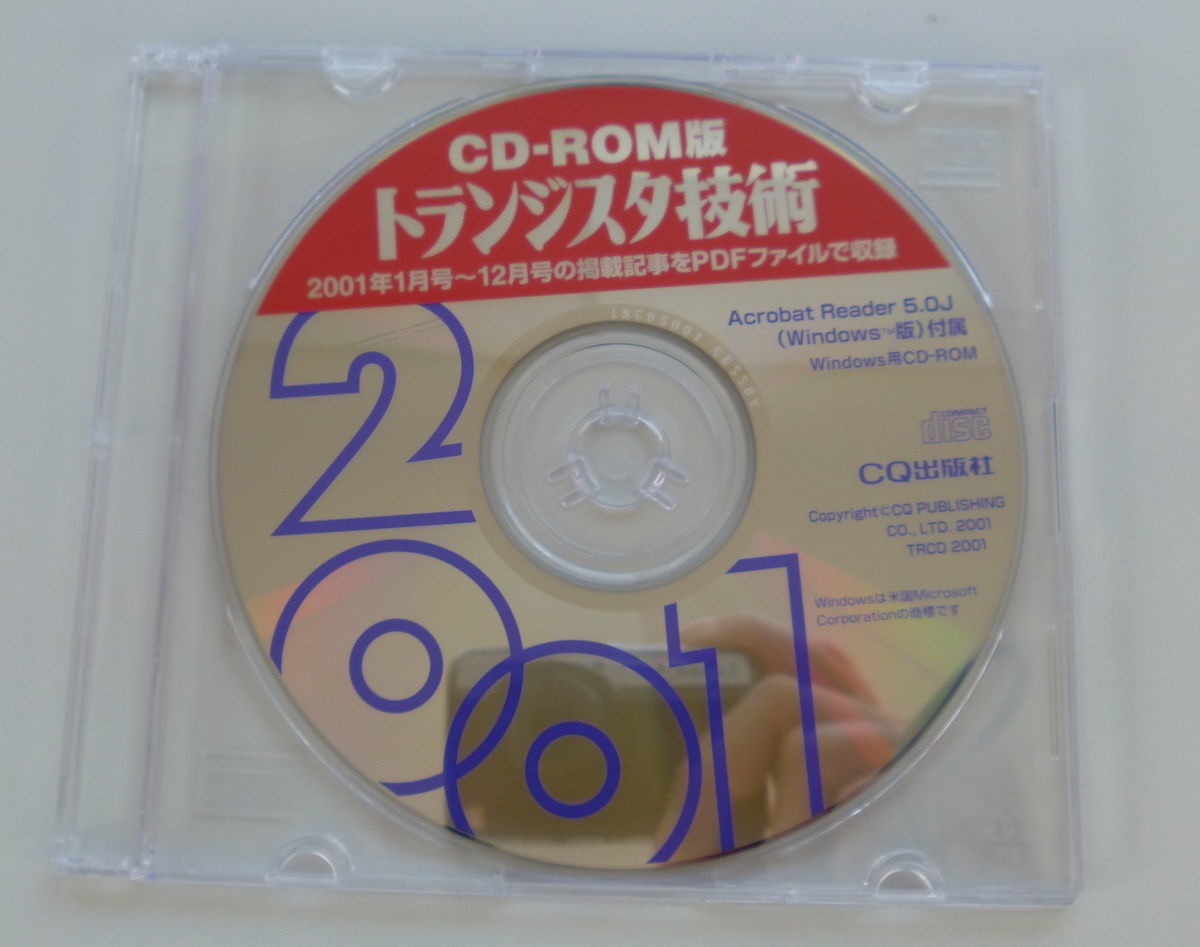 CD-ROM版
トランジスタ技術
2001年1月号～12月号の掲載記事をPDFファイルで収録
Acrobat Reader 5.0J
(Windows™版)付属
Windows用CD-ROM
COMPACT
disc
CQ出版社
Copyright©CQ PUBLISHING
CO., LTD. 2001
TRCD 2001
Windowsは米国Microsoft
Corporationの商標です
2001